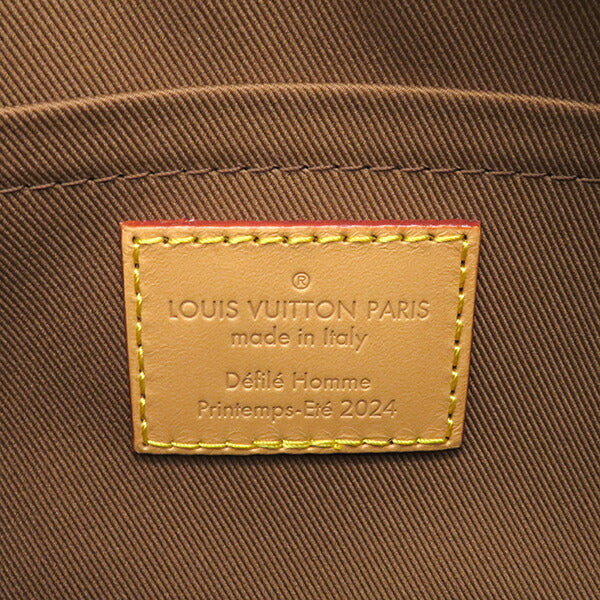 ®
LOUIS VUITTON PARIS
made in Italy
Défilé Homme
Printemps-Eté 2024